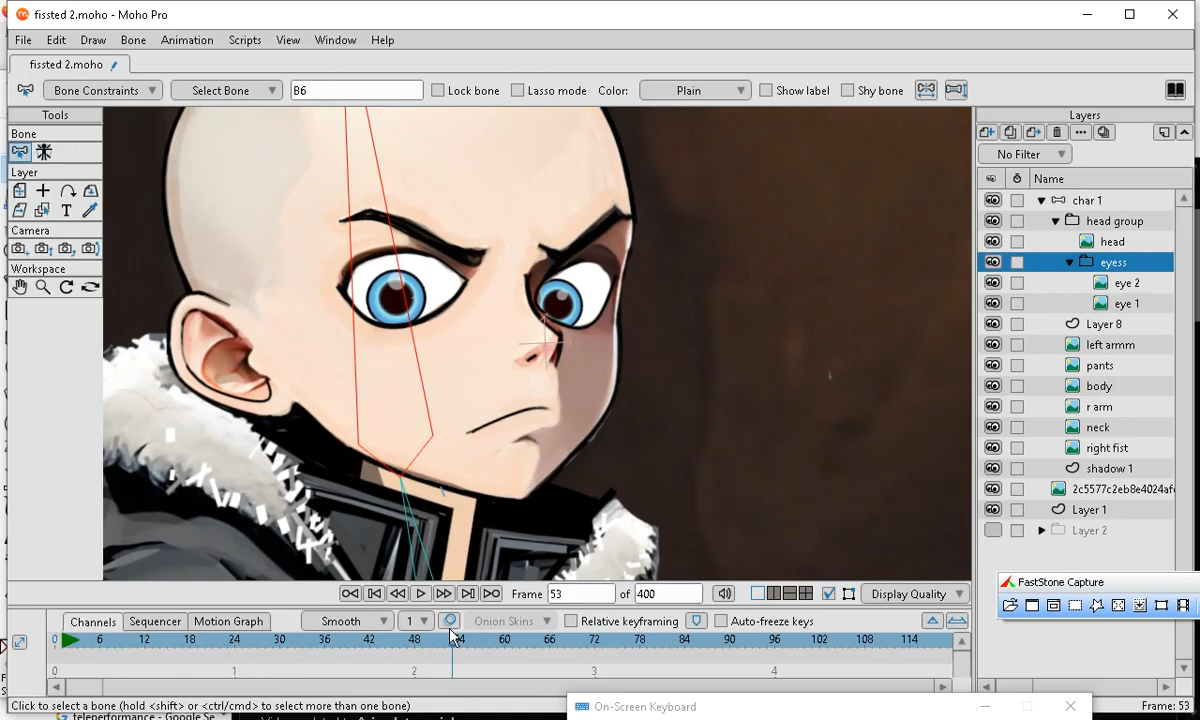 fissted 2.moho - Moho Pro
File Edit Draw Bone Animation Scripts View Window Help
fissted 2.moho
Bone Constraints Select Bone B6 Lock bone Lasso mode Color: Plain Show label Shy bone
Tools
Bone
Layer
T
Camera
Workspace
Layers
No Filter
Name
char 1
head group
head
eyess
eye 2
eye 1
Layer 8
left armm
pants
body
r arm
neck
right fist
shadow 1
2c5577c2eb8e4024af
Layer 1
Layer 2
FastStone Capture
Frame 53 of 400 Display Quality
Channels Sequencer Motion Graph Smooth 1 Onion Skins Relative keyframing Auto-freeze keys
0 6 12 18 24 30 36 42 48 54 60 66 72 78 84 90 96 102 108 114
0 1 2 3 4
Click to select a bone (hold <shift> or <ctrl/cmd> to select more than one bone)
Frame: 53
On-Screen Keyboard
teleperformance - Google Se